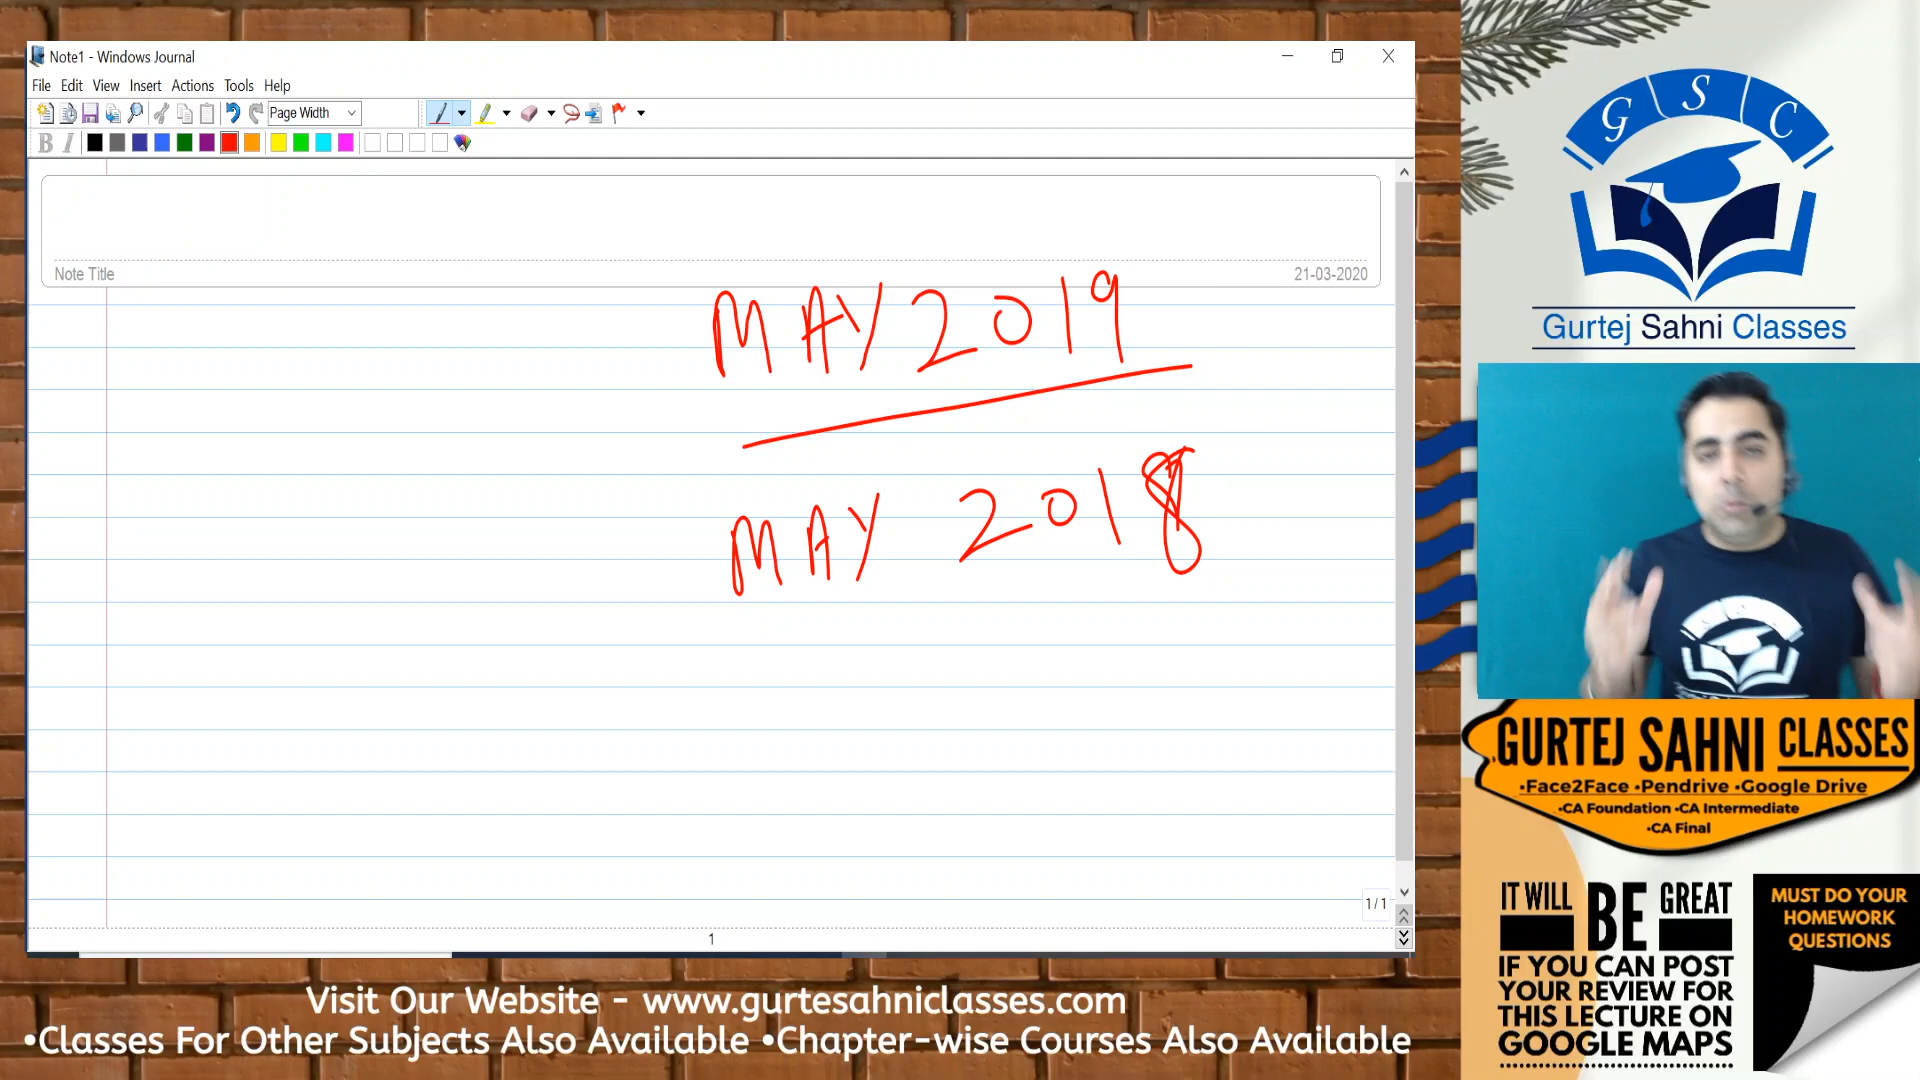 Note1 - Windows Journal
File Edit View Insert Actions Tools Help
Page Width
B I
Note Title
21-03-2020
MAY 2019
MAY 2018
1/1
1
G S C
Gurtej Sahni Classes
GURTEJ SAHNI CLASSES
•Face2Face •Pendrive •Google Drive
•CA Foundation •CA Intermediate
•CA Final
IT WILL BE GREAT
IF YOU CAN POST
YOUR REVIEW FOR
THIS LECTURE ON
GOOGLE MAPS
MUST DO YOUR
HOMEWORK
QUESTIONS
Visit Our Website - www.gurtesahniclasses.com
•Classes For Other Subjects Also Available •Chapter-wise Courses Also Available